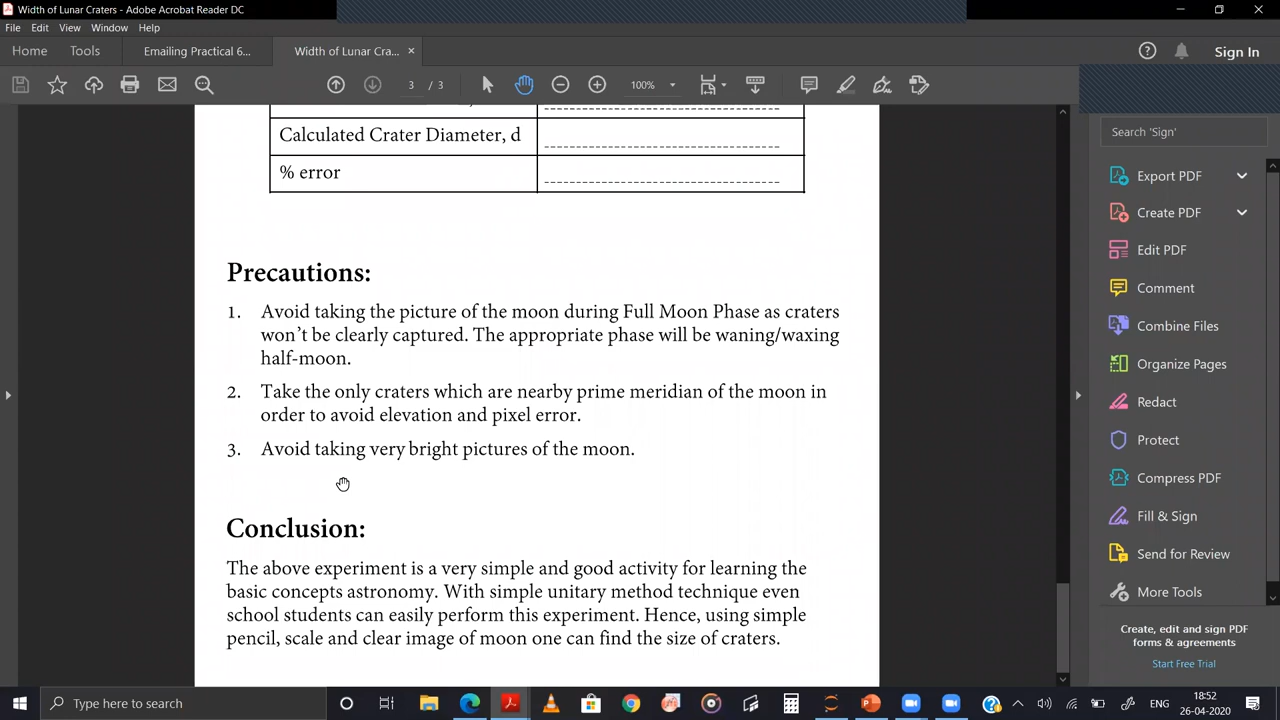 Width of Lunar Craters - Adobe Acrobat Reader DC
File Edit View Window Help
Home Tools Emailing Practical 6... Width of Lunar Cra... × Sign In
3 / 3 100%
Calculated Crater Diameter, d
% error
Precautions:
1. Avoid taking the picture of the moon during Full Moon Phase as craters
won't be clearly captured. The appropriate phase will be waning/waxing
half-moon.
2. Take the only craters which are nearby prime meridian of the moon in
order to avoid elevation and pixel error.
3. Avoid taking very bright pictures of the moon.
Conclusion:
The above experiment is a very simple and good activity for learning the
basic concepts astronomy. With simple unitary method technique even
school students can easily perform this experiment. Hence, using simple
pencil, scale and clear image of moon one can find the size of craters.
Search 'Sign'
Export PDF
Create PDF
Edit PDF
Comment
Combine Files
Organize Pages
Redact
Protect
Compress PDF
Fill & Sign
Send for Review
More Tools
Create, edit and sign PDF
forms & agreements
Start Free Trial
Type here to search
ENG
18:52
26-04-2020